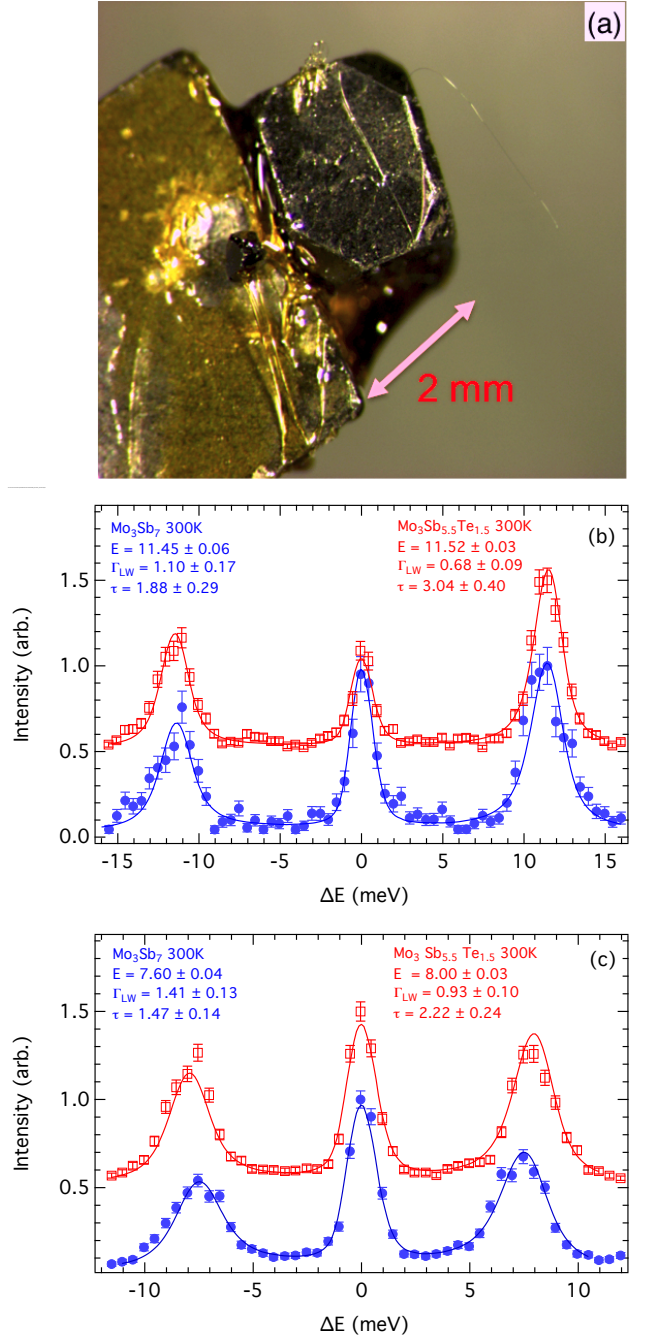 (a)
2 mm
Mo₃Sb₇ 300K
E = 11.45 ± 0.06
Γ_LW = 1.10 ± 0.17
τ = 1.88 ± 0.29
Mo₃Sb₅.₅Te₁.₅ 300K
E = 11.52 ± 0.03
Γ_LW = 0.68 ± 0.09
τ = 3.04 ± 0.40
(b)
Intensity (arb.)
1.5
1.0
0.5
0.0
-15 -10 -5 0 5 10 15
ΔE (meV)
Mo₃Sb₇ 300K
E = 7.60 ± 0.04
Γ_LW = 1.41 ± 0.13
τ = 1.47 ± 0.14
Mo₃ Sb₅.₅ Te₁.₅ 300K
E = 8.00 ± 0.03
Γ_LW = 0.93 ± 0.10
τ = 2.22 ± 0.24
(c)
Intensity (arb.)
1.5
1.0
0.5
-10 -5 0 5 10
ΔE (meV)